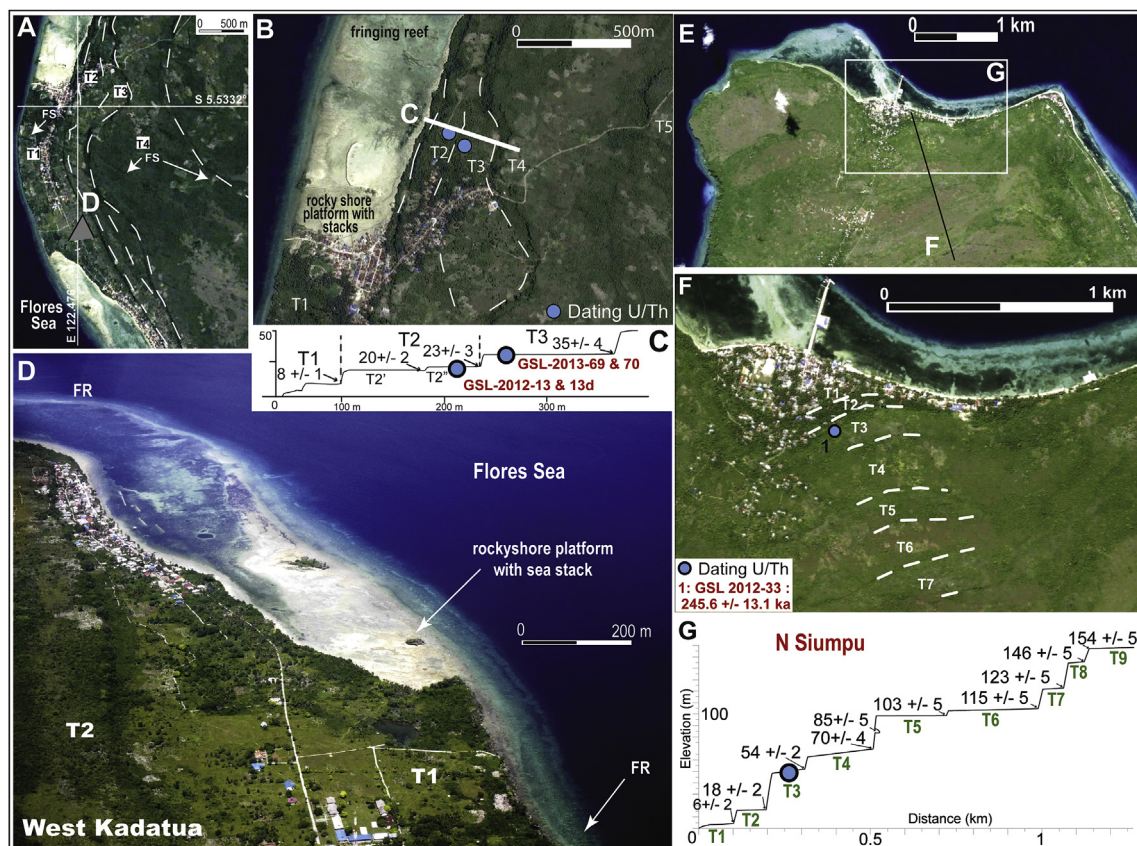 A
0 500 m
T2
T3
S 5.5332°
FS
T1
T4
FS
D
Flores
Sea
E 122.476°
B
fringing reef
0 500m
C
T5
T2
T3
T4
rocky shore
platform with
stacks
T1
Dating U/Th
50
T1
T2
T3
C
8 +/- 1
20+/- 2
23+/- 3
35+/- 4
T2'
T2"
GSL-2013-69 & 70
GSL-2012-13 & 13d
10
0
100 m
200 m
300 m
D
FR
Flores Sea
rockyshore platform
with sea stack
0 200 m
T2
T1
FR
West Kadatua
E
0 1 km
G
F
F
0 1 km
T1
T2
T3
1
T4
T5
T6
T7
Dating U/Th
1: GSL 2012-33 :
245.6 +/- 13.1 ka
G
N Siumpu
154 +/- 5
146 +/- 5
T9
T8
123 +/- 5
T7
103 +/- 5
115 +/- 5
85+/- 5
T5
T6
70+/- 4
100
Elevation (m)
54 +/- 2
T4
18 +/- 2
T3
6+/- 2
T2
T1
0
Distance (km)
0.5
1